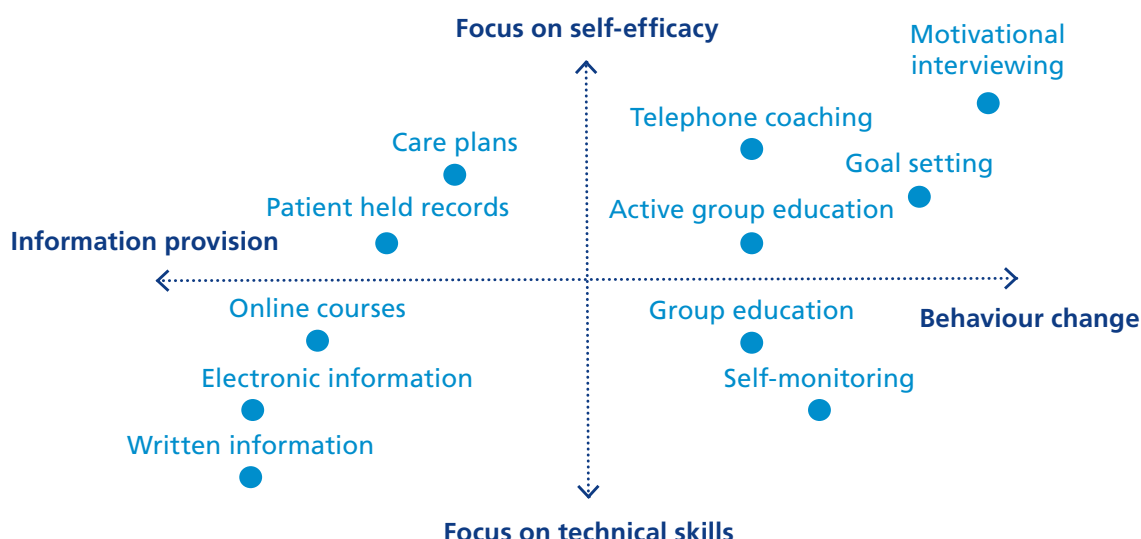 Focus on self-efficacy
Motivational
interviewing
Telephone coaching
Care plans
Goal setting
Patient held records
Active group education
Information provision
Online courses
Group education
Behaviour change
Electronic information
Self-monitoring
Written information
Focus on technical skills